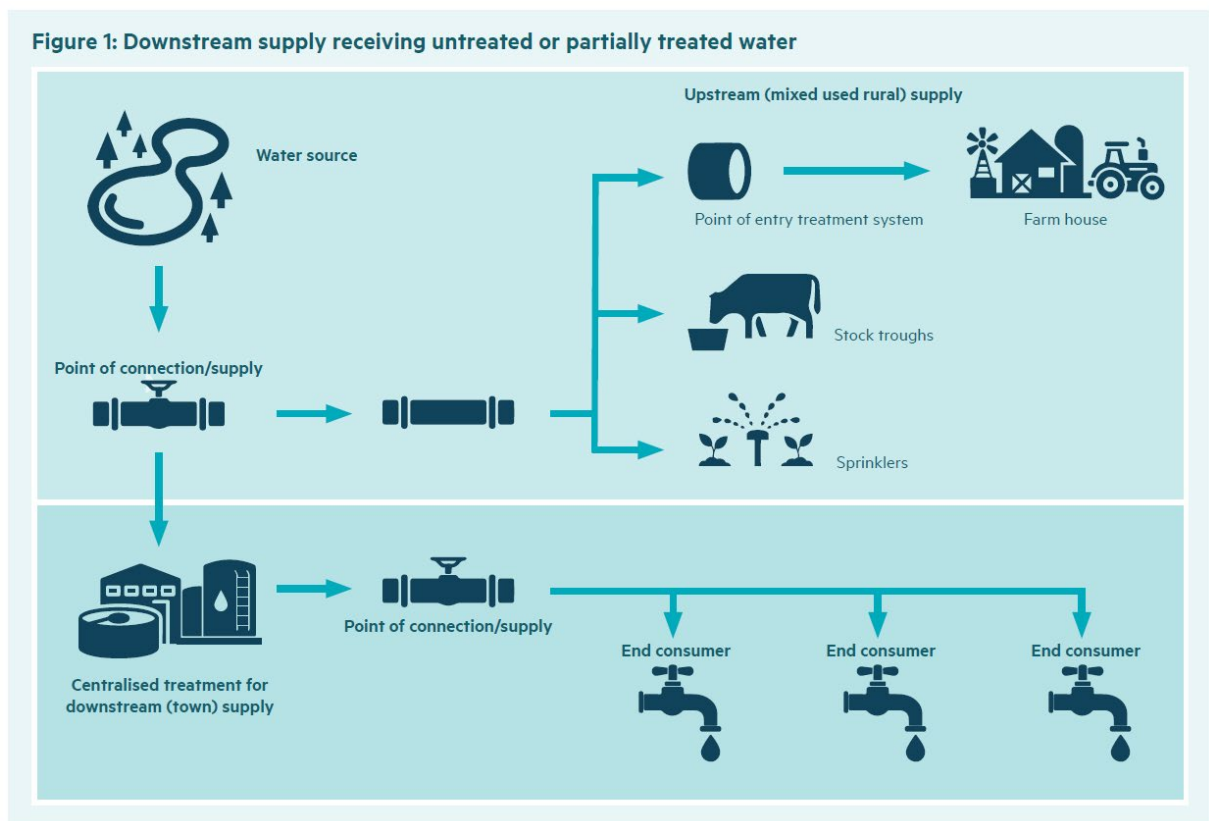 Figure 1: Downstream supply receiving untreated or partially treated water
Upstream (mixed used rural) supply
Water source
Point of entry treatment system
Farm house
Stock troughs
Point of connection/supply
Sprinklers
Point of connection/supply
End consumer
End consumer
End consumer
Centralised treatment for
downstream (town) supply